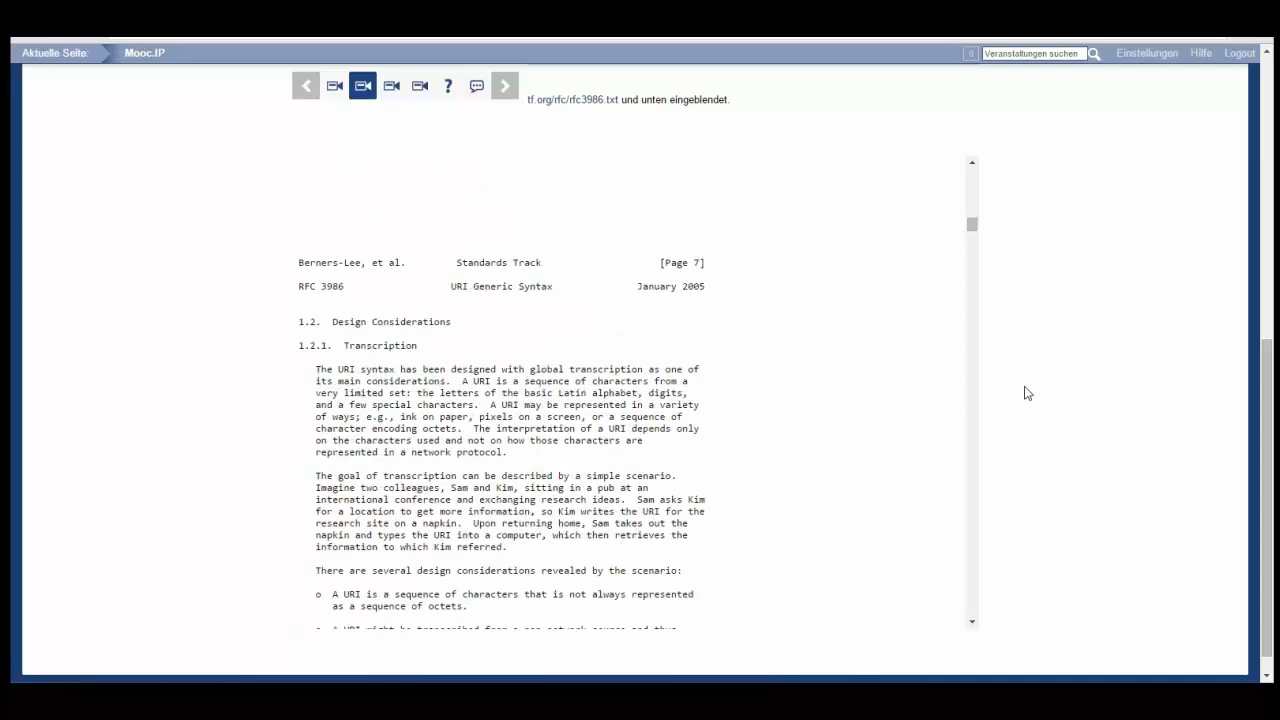 Aktuelle Seite: Mooc.IP Veranstaltungen suchen Einstellungen Hilfe Logout
?
tf.org/rfc/rfc3986.txt und unten eingeblendet.
Berners-Lee, et al. Standards Track [Page 7]
RFC 3986 URI Generic Syntax January 2005
1.2. Design Considerations
1.2.1. Transcription
The URI syntax has been designed with global transcription as one of
its main considerations. A URI is a sequence of characters from a
very limited set: the letters of the basic Latin alphabet, digits,
and a few special characters. A URI may be represented in a variety
of ways; e.g., ink on paper, pixels on a screen, or a sequence of
character encoding octets. The interpretation of a URI depends only
on the characters used and not on how those characters are
represented in a network protocol.
The goal of transcription can be described by a simple scenario.
Imagine two colleagues, Sam and Kim, sitting in a pub at an
international conference and exchanging research ideas. Sam asks Kim
for a location to get more information, so Kim writes the URI for the
research site on a napkin. Upon returning home, Sam takes out the
napkin and types the URI into a computer, which then retrieves the
information to which Kim referred.
There are several design considerations revealed by the scenario:
o A URI is a sequence of characters that is not always represented
as a sequence of octets.